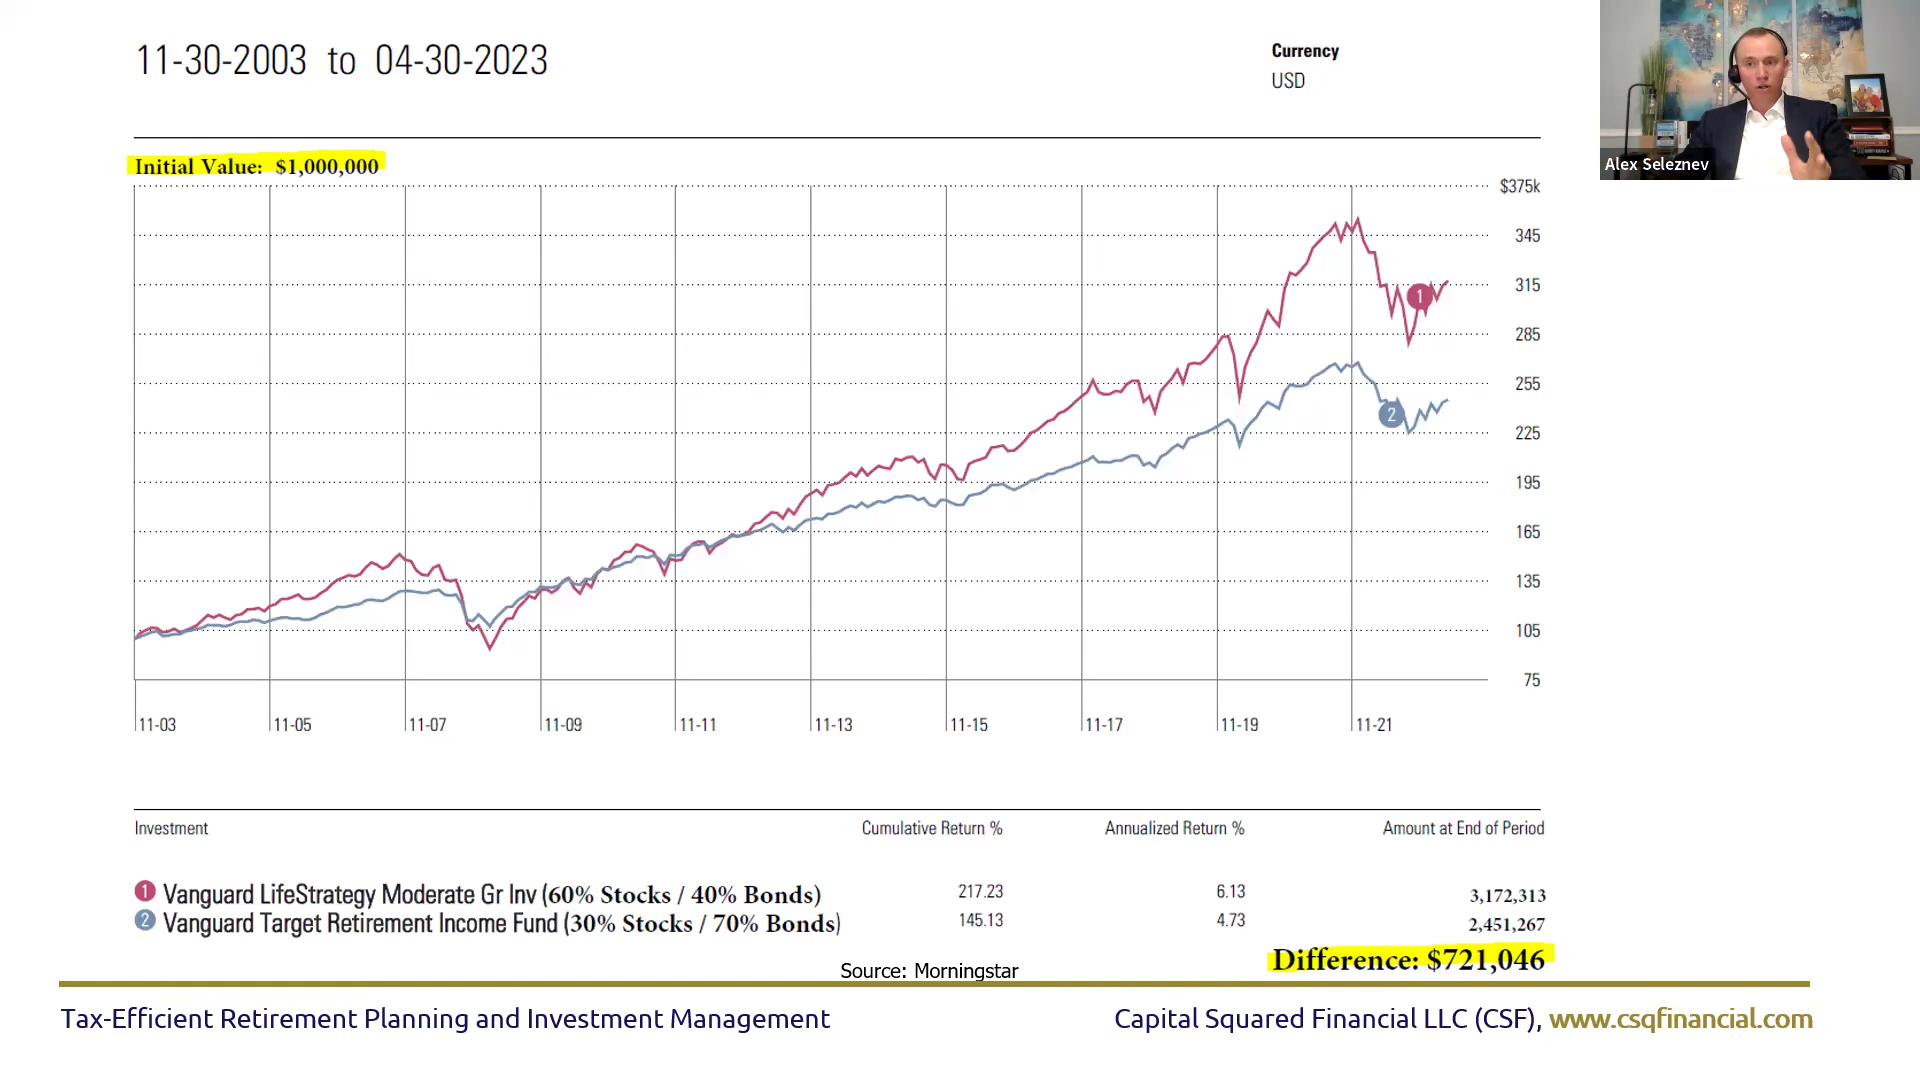 11-30-2003 to 04-30-2023
Currency
USD
Alex Seleznev
Initial Value: $1,000,000
$375k
345
315
285
255
225
195
165
135
105
75
1
2
11-03 11-05 11-07 11-09 11-11 11-13 11-15 11-17 11-19 11-21
Investment Cumulative Return % Annualized Return % Amount at End of Period
1 Vanguard LifeStrategy Moderate Gr Inv (60% Stocks / 40% Bonds) 217.23 6.13 3,172,313
2 Vanguard Target Retirement Income Fund (30% Stocks / 70% Bonds) 145.13 4.73 2,451,267
Difference: $721,046
Source: Morningstar
Tax-Efficient Retirement Planning and Investment Management Capital Squared Financial LLC (CSF), www.csqfinancial.com